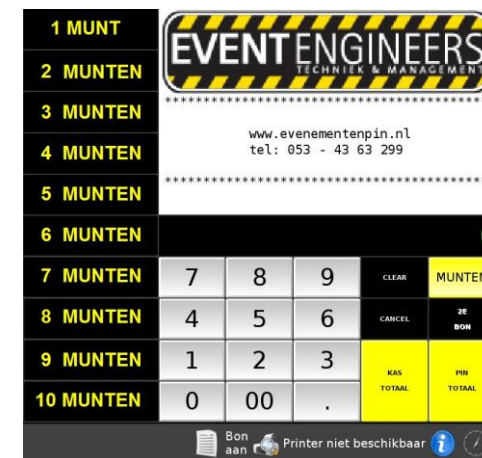 1 MUNT
2 MUNTEN
3 MUNTEN
4 MUNTEN
5 MUNTEN
6 MUNTEN
7 MUNTEN
8 MUNTEN
9 MUNTEN
10 MUNTEN
EVENTENGINEERS
TECHNIEK & MANAGEMENT
****************************************
www.evenementenpin.nl
tel: 053 - 43 63 299
****************************************
7 8 9 CLEAR MUNTEN
4 5 6 CANCEL 2E BON
1 2 3
0 00 .
KAS TOTAAL
PIN TOTAAL
Bon aan
Printer niet beschikbaar
i